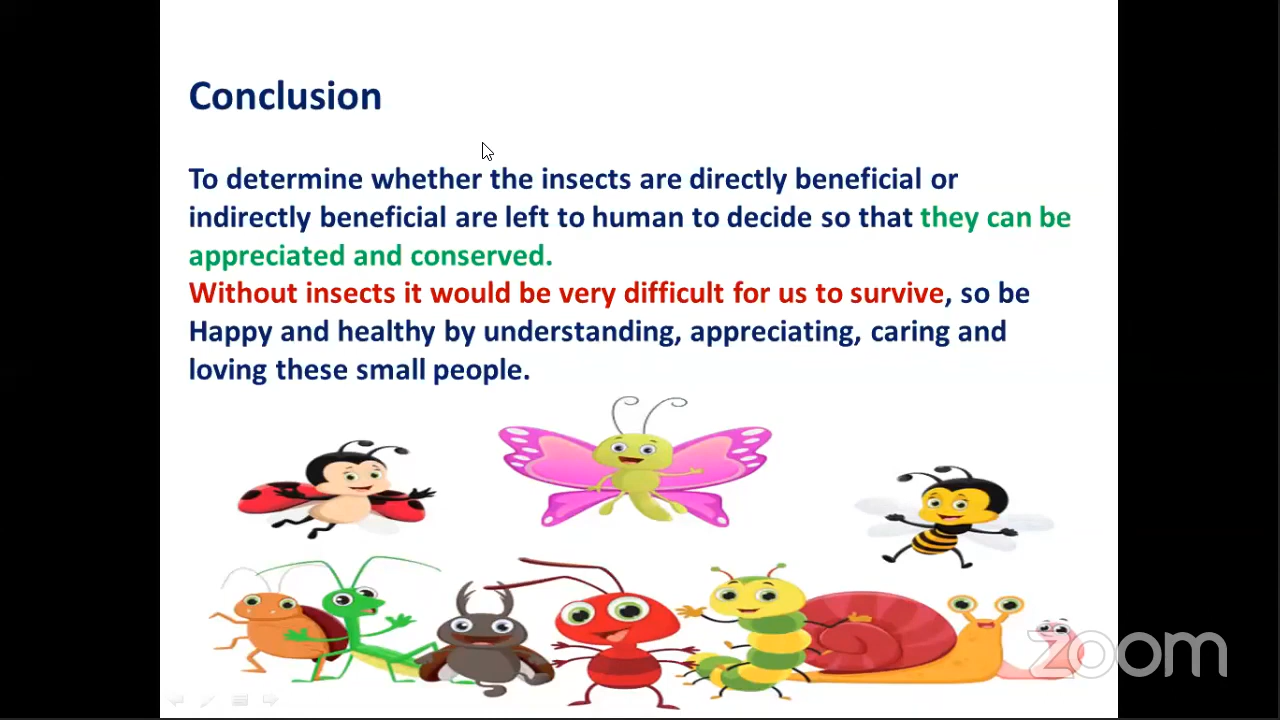 Conclusion
To determine whether the insects are directly beneficial or
indirectly beneficial are left to human to decide so that they can be
appreciated and conserved.
Without insects it would be very difficult for us to survive, so be
Happy and healthy by understanding, appreciating, caring and
loving these small people.
zoom